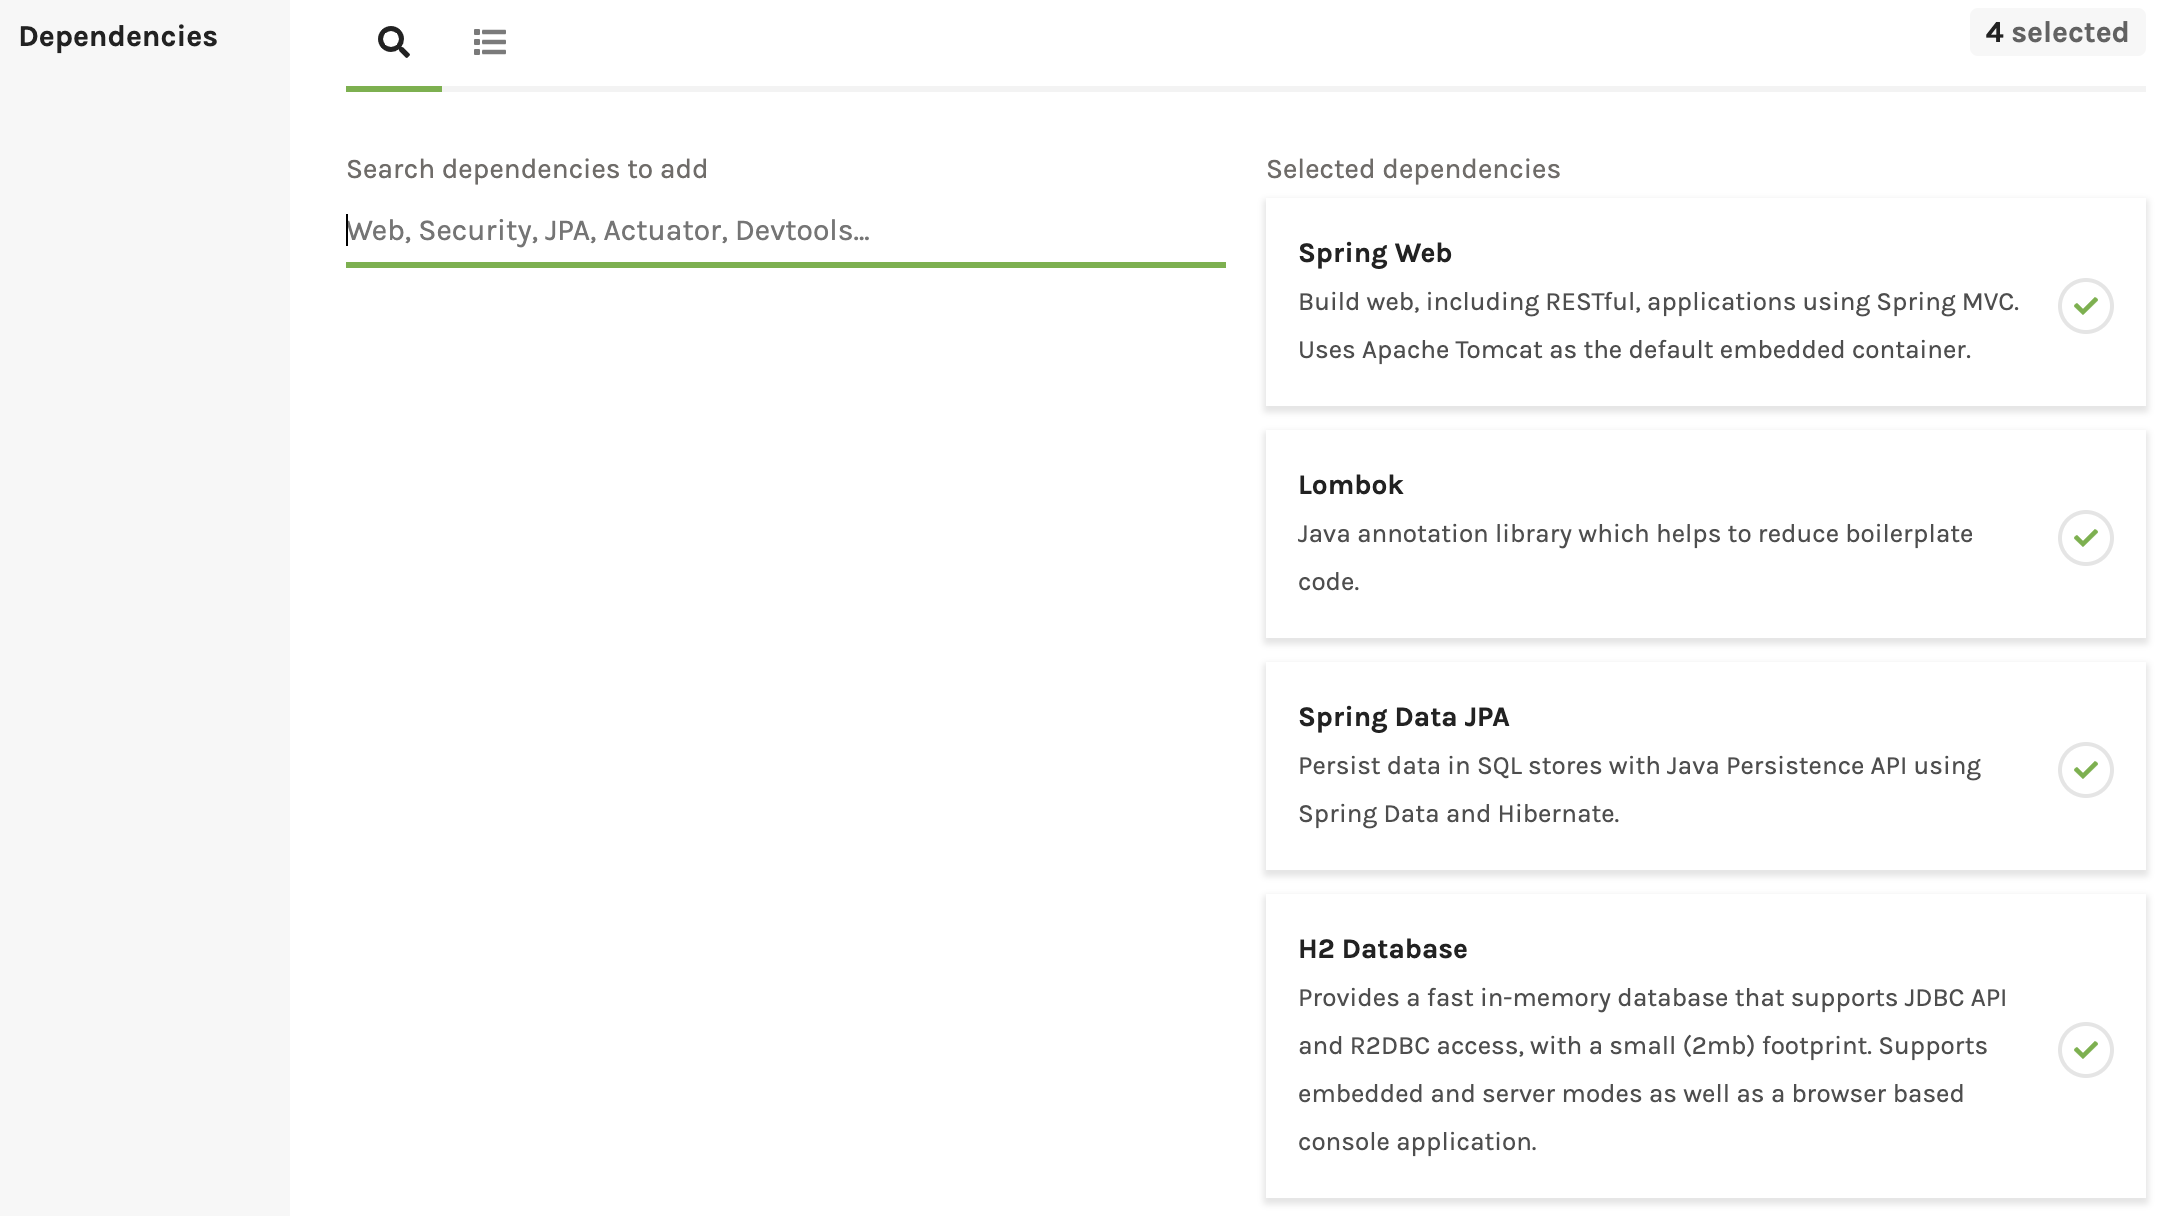 Dependencies
4 selected
Search dependencies to add
Web, Security, JPA, Actuator, Devtools...
Selected dependencies
Spring Web
Build web, including RESTful, applications using Spring MVC.
Uses Apache Tomcat as the default embedded container.
Lombok
Java annotation library which helps to reduce boilerplate
code.
Spring Data JPA
Persist data in SQL stores with Java Persistence API using
Spring Data and Hibernate.
H2 Database
Provides a fast in-memory database that supports JDBC API
and R2DBC access, with a small (2mb) footprint. Supports
embedded and server modes as well as a browser based
console application.